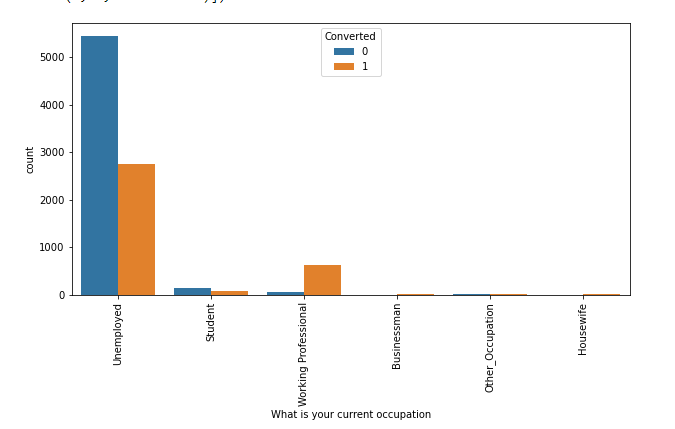 Converted
0
1
5000
4000
3000
2000
1000
0
count
Unemployed
Student
Working Professional
Businessman
Other_Occupation
Housewife
What is your current occupation